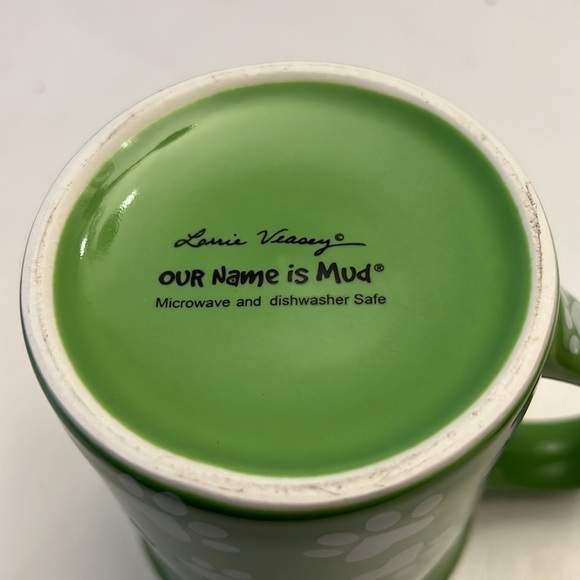 Lorrie Veasey©
OUR Name is Mud®
Microwave and dishwasher Safe